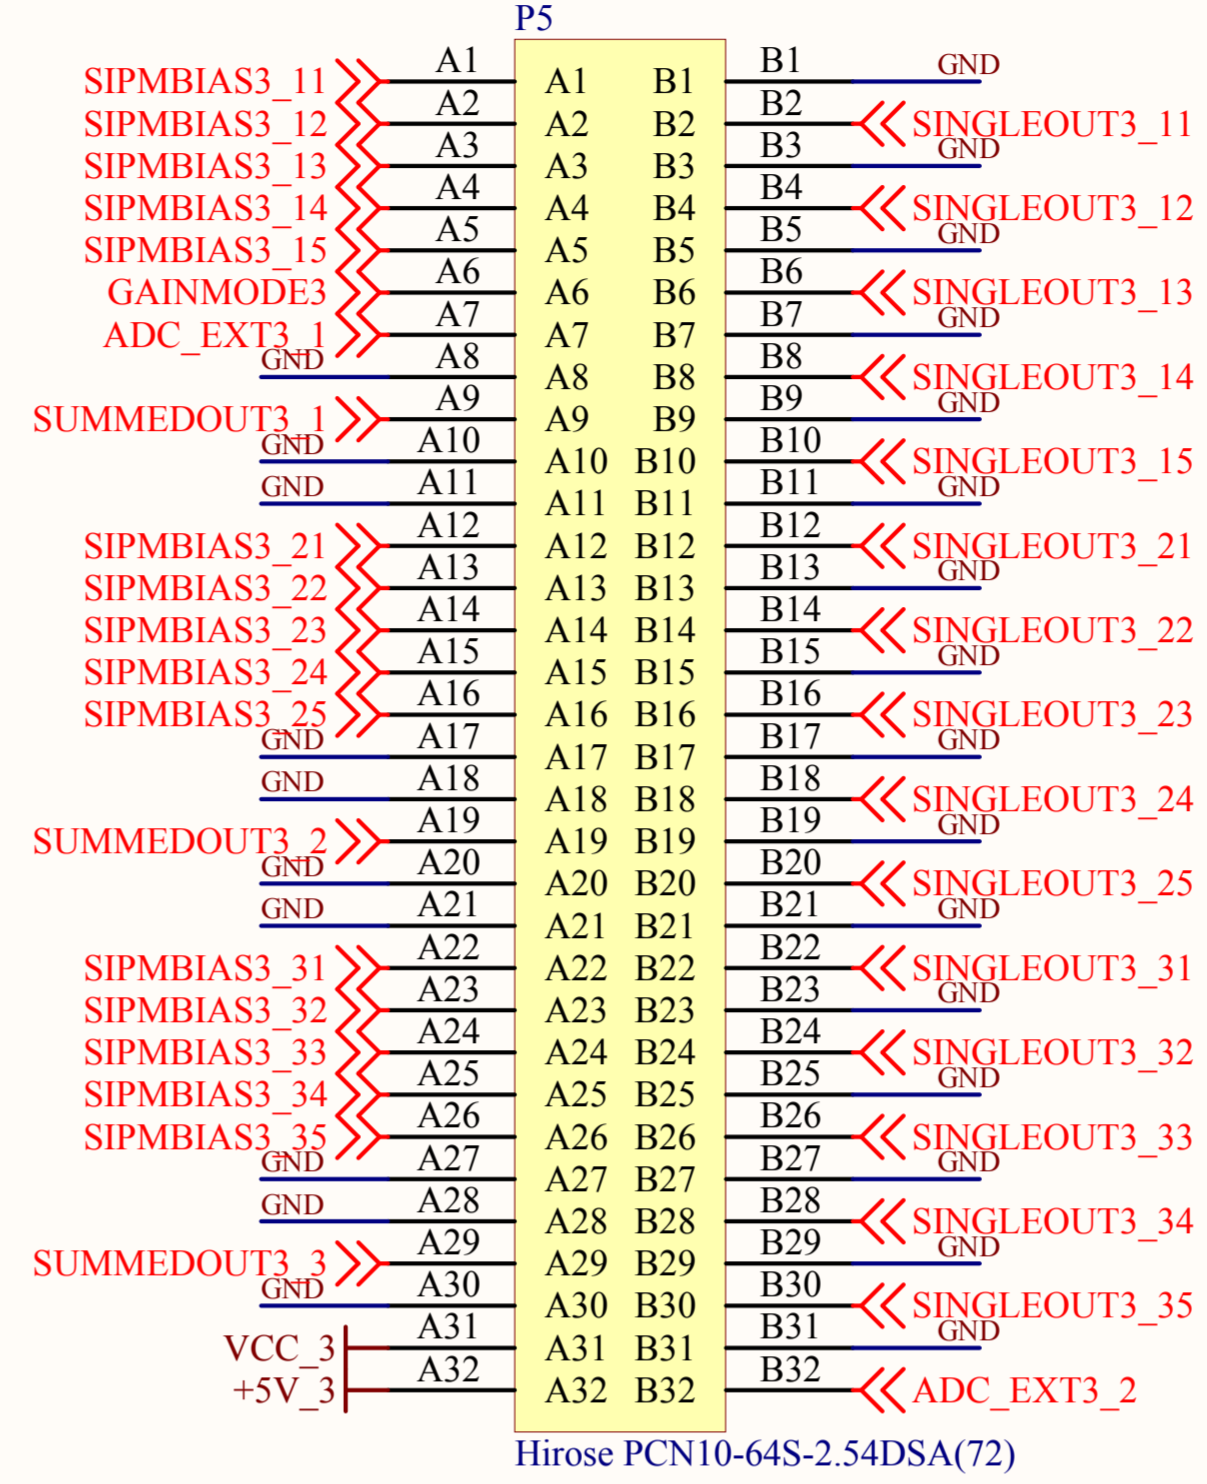 P5
SIPMBIAS3_11 A1 A1 B1 B1 GND
SIPMBIAS3_12 A2 A2 B2 B2 SINGLEOUT3_11
SIPMBIAS3_13 A3 A3 B3 B3 GND
SIPMBIAS3_14 A4 A4 B4 B4 SINGLEOUT3_12
SIPMBIAS3_15 A5 A5 B5 B5 GND
GAINMODE3 A6 A6 B6 B6 SINGLEOUT3_13
ADC_EXT3_1 A7 A7 B7 B7 GND
GND A8 A8 B8 B8 SINGLEOUT3_14
SUMMEDOUT3_1 A9 A9 B9 B9 GND
GND A10 A10 B10 B10 SINGLEOUT3_15
GND A11 A11 B11 B11 GND
SIPMBIAS3_21 A12 A12 B12 B12 SINGLEOUT3_21
SIPMBIAS3_22 A13 A13 B13 B13 GND
SIPMBIAS3_23 A14 A14 B14 B14 SINGLEOUT3_22
SIPMBIAS3_24 A15 A15 B15 B15 GND
SIPMBIAS3_25 A16 A16 B16 B16 SINGLEOUT3_23
GND A17 A17 B17 B17 GND
GND A18 A18 B18 B18 SINGLEOUT3_24
SUMMEDOUT3_2 A19 A19 B19 B19 GND
GND A20 A20 B20 B20 SINGLEOUT3_25
GND A21 A21 B21 B21 GND
SIPMBIAS3_31 A22 A22 B22 B22 SINGLEOUT3_31
SIPMBIAS3_32 A23 A23 B23 B23 GND
SIPMBIAS3_33 A24 A24 B24 B24 SINGLEOUT3_32
SIPMBIAS3_34 A25 A25 B25 B25 GND
SIPMBIAS3_35 A26 A26 B26 B26 SINGLEOUT3_33
GND A27 A27 B27 B27 GND
GND A28 A28 B28 B28 SINGLEOUT3_34
SUMMEDOUT3_3 A29 A29 B29 B29 GND
GND A30 A30 B30 B30 SINGLEOUT3_35
VCC_3 A31 A31 B31 B31 GND
+5V_3 A32 A32 B32 B32 ADC_EXT3_2
Hirose PCN10-64S-2.54DSA(72)